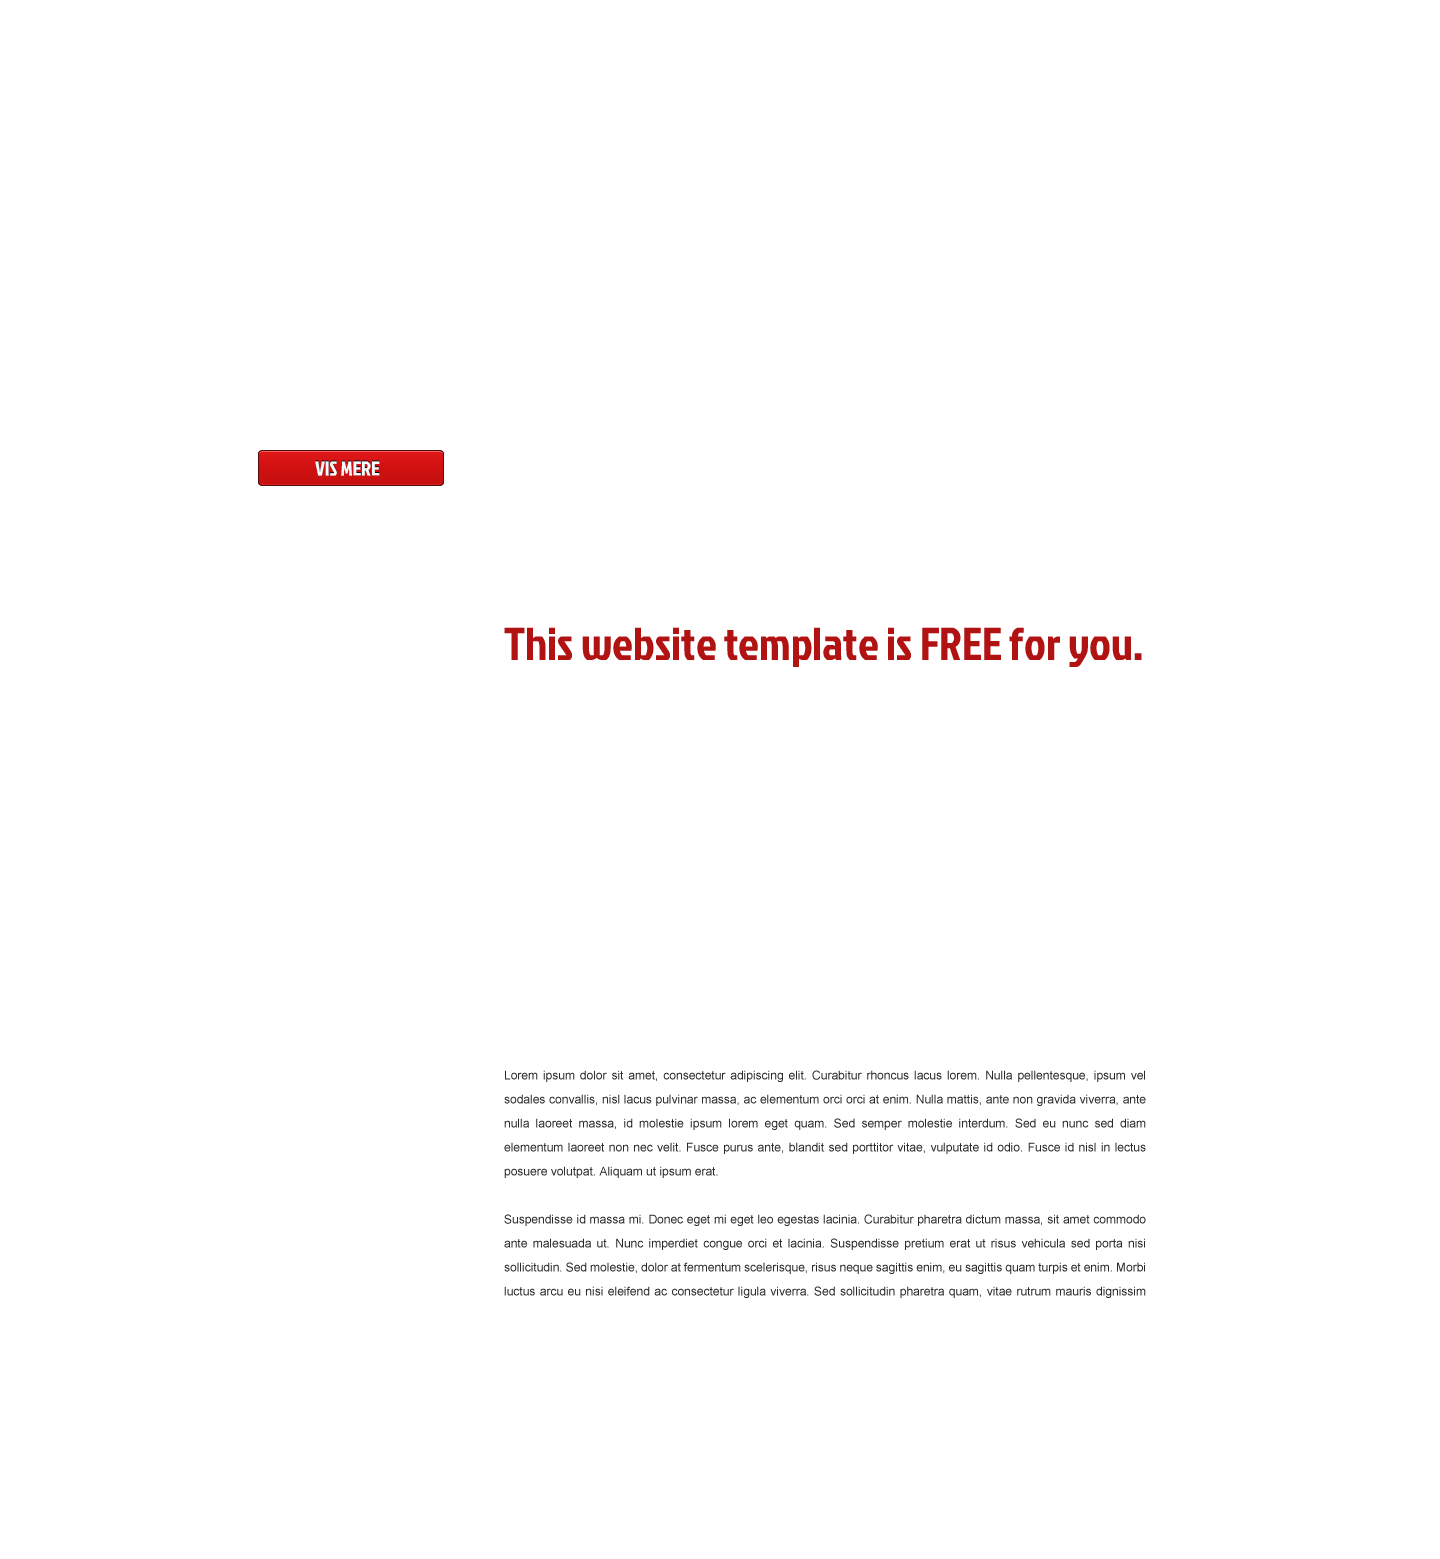 VIS MERE
This website template is FREE for you.
Lorem ipsum dolor sit amet, consectetur adipiscing elit. Curabitur rhoncus lacus lorem. Nulla pellentesque, ipsum vel
sodales convallis, nisl lacus pulvinar massa, ac elementum orci orci at enim. Nulla mattis, ante non gravida viverra, ante
nulla laoreet massa, id molestie ipsum lorem eget quam. Sed semper molestie interdum. Sed eu nunc sed diam
elementum laoreet non nec velit. Fusce purus ante, blandit sed porttitor vitae, vulputate id odio. Fusce id nisl in lectus
posuere volutpat. Aliquam ut ipsum erat.
Suspendisse id massa mi. Donec eget mi eget leo egestas lacinia. Curabitur pharetra dictum massa, sit amet commodo
ante malesuada ut. Nunc imperdiet congue orci et lacinia. Suspendisse pretium erat ut risus vehicula sed porta nisi
sollicitudin. Sed molestie, dolor at fermentum scelerisque, risus neque sagittis enim, eu sagittis quam turpis et enim. Morbi
luctus arcu eu nisi eleifend ac consectetur ligula viverra. Sed sollicitudin pharetra quam, vitae rutrum mauris dignissim